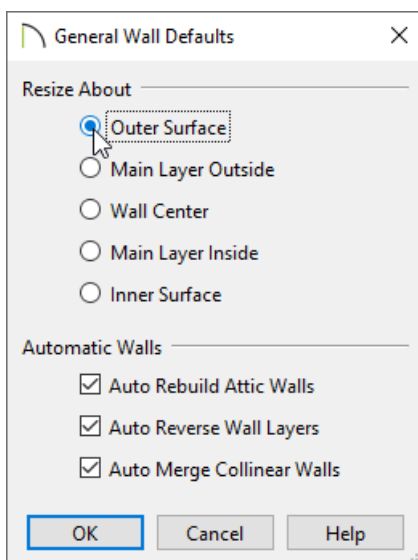 General Wall Defaults
Resize About
Outer Surface
Main Layer Outside
Wall Center
Main Layer Inside
Inner Surface
Automatic Walls
Auto Rebuild Attic Walls
Auto Reverse Wall Layers
Auto Merge Collinear Walls
OK Cancel Help